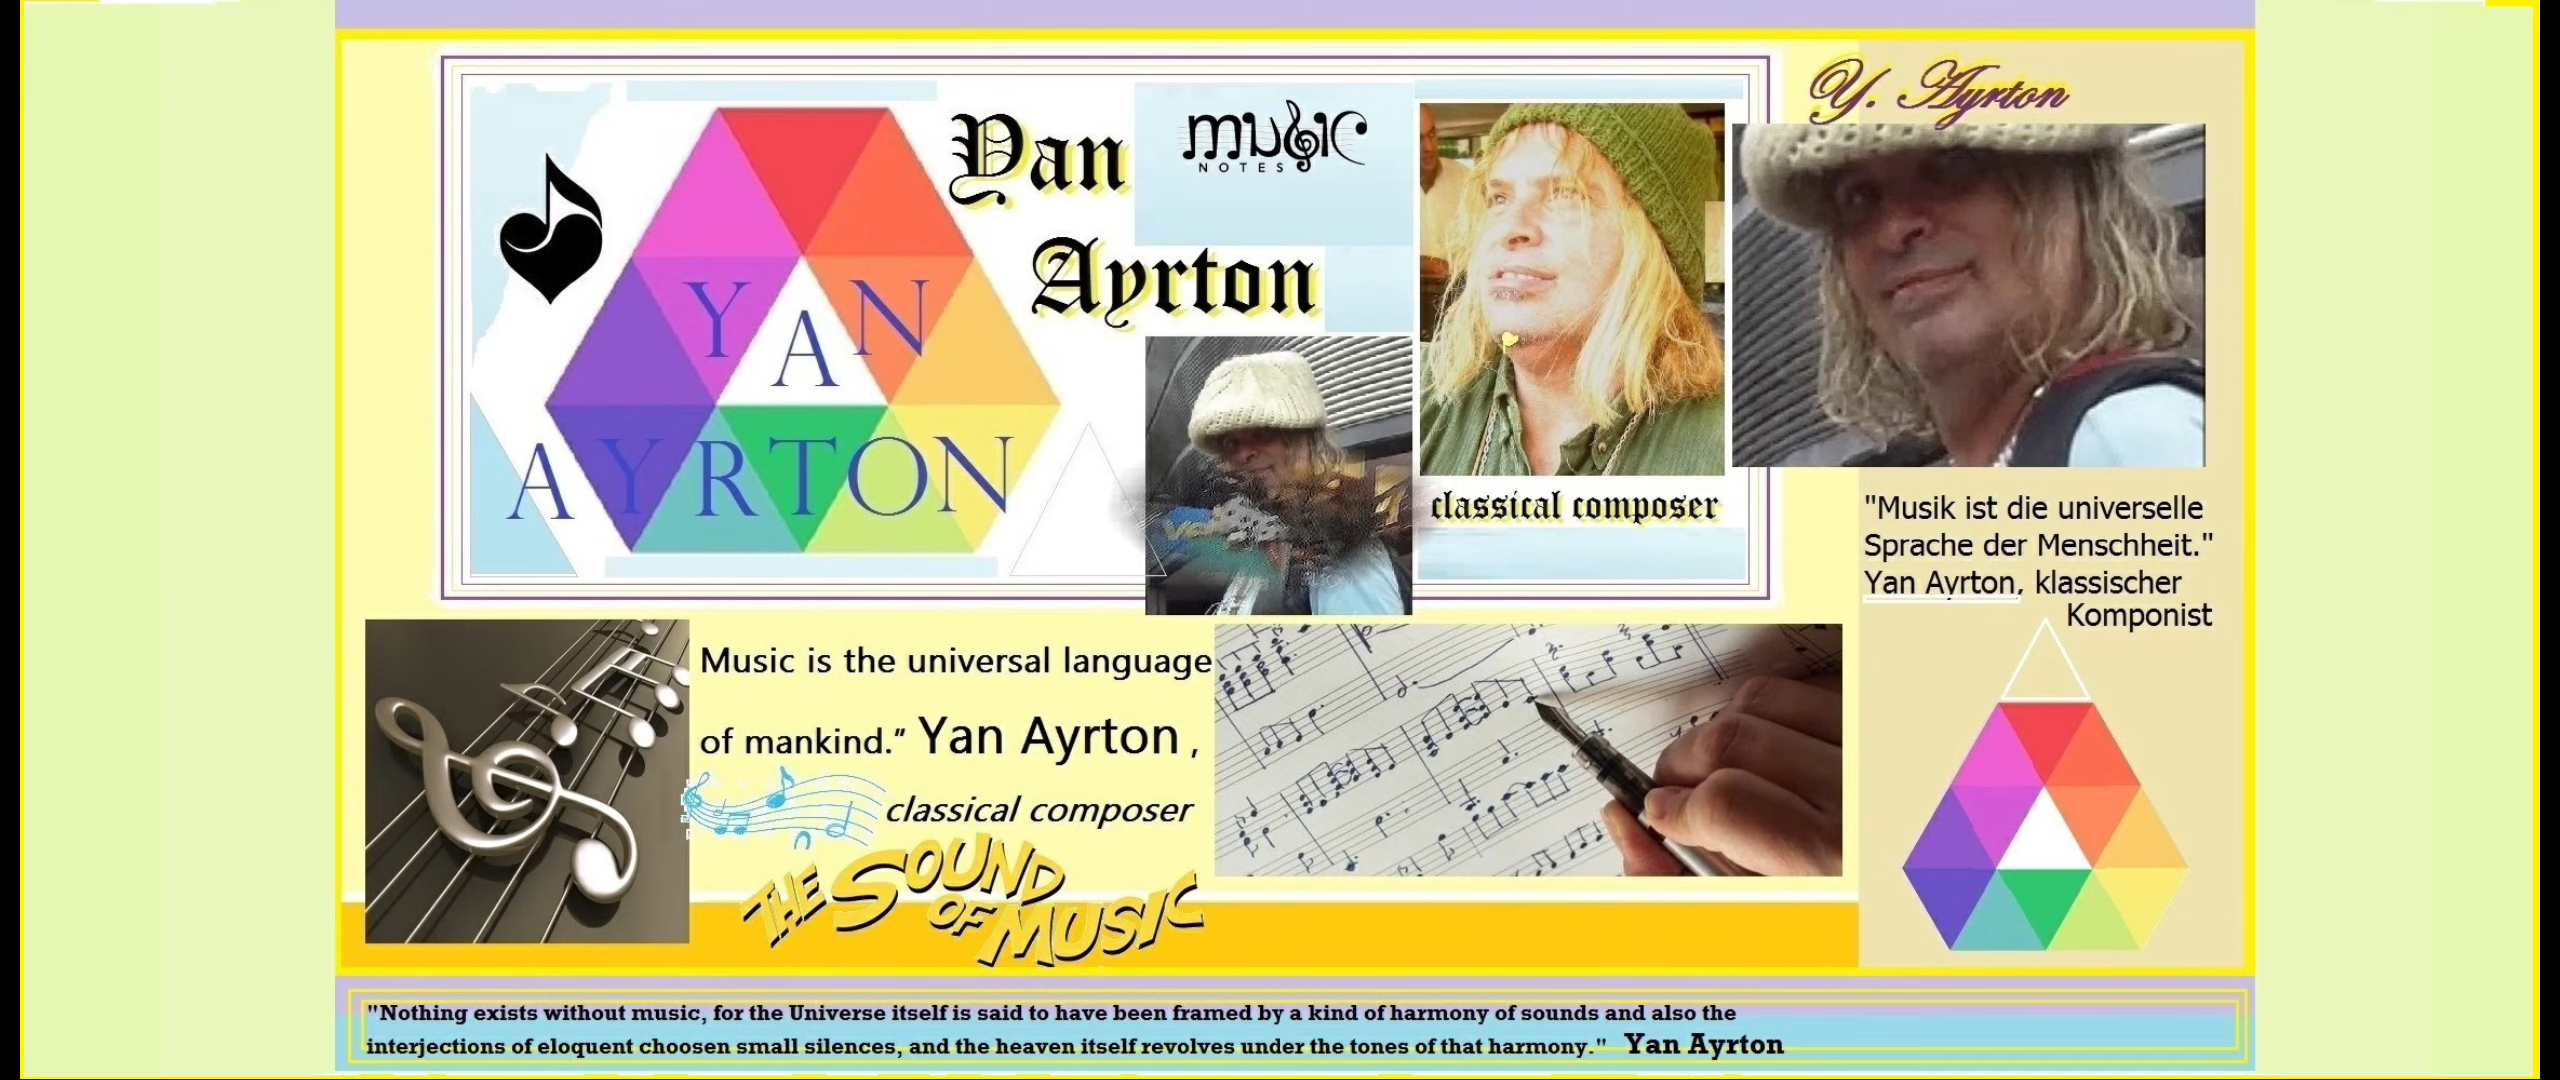 Y. Ayrton
Yan
Ayrton
music
NOTES
YAN
AYRTON
classical composer
"Musik ist die universelle
Sprache der Menschheit."
Yan Ayrton, klassischer
Komponist
Music is the universal language
of mankind.” Yan Ayrton ,
classical composer
THE SOUND
OF MUSIC
"Nothing exists without music, for the Universe itself is said to have been framed by a kind of harmony of sounds and also the
interjections of eloquent choosen small silences, and the heaven itself revolves under the tones of that harmony." Yan Ayrton